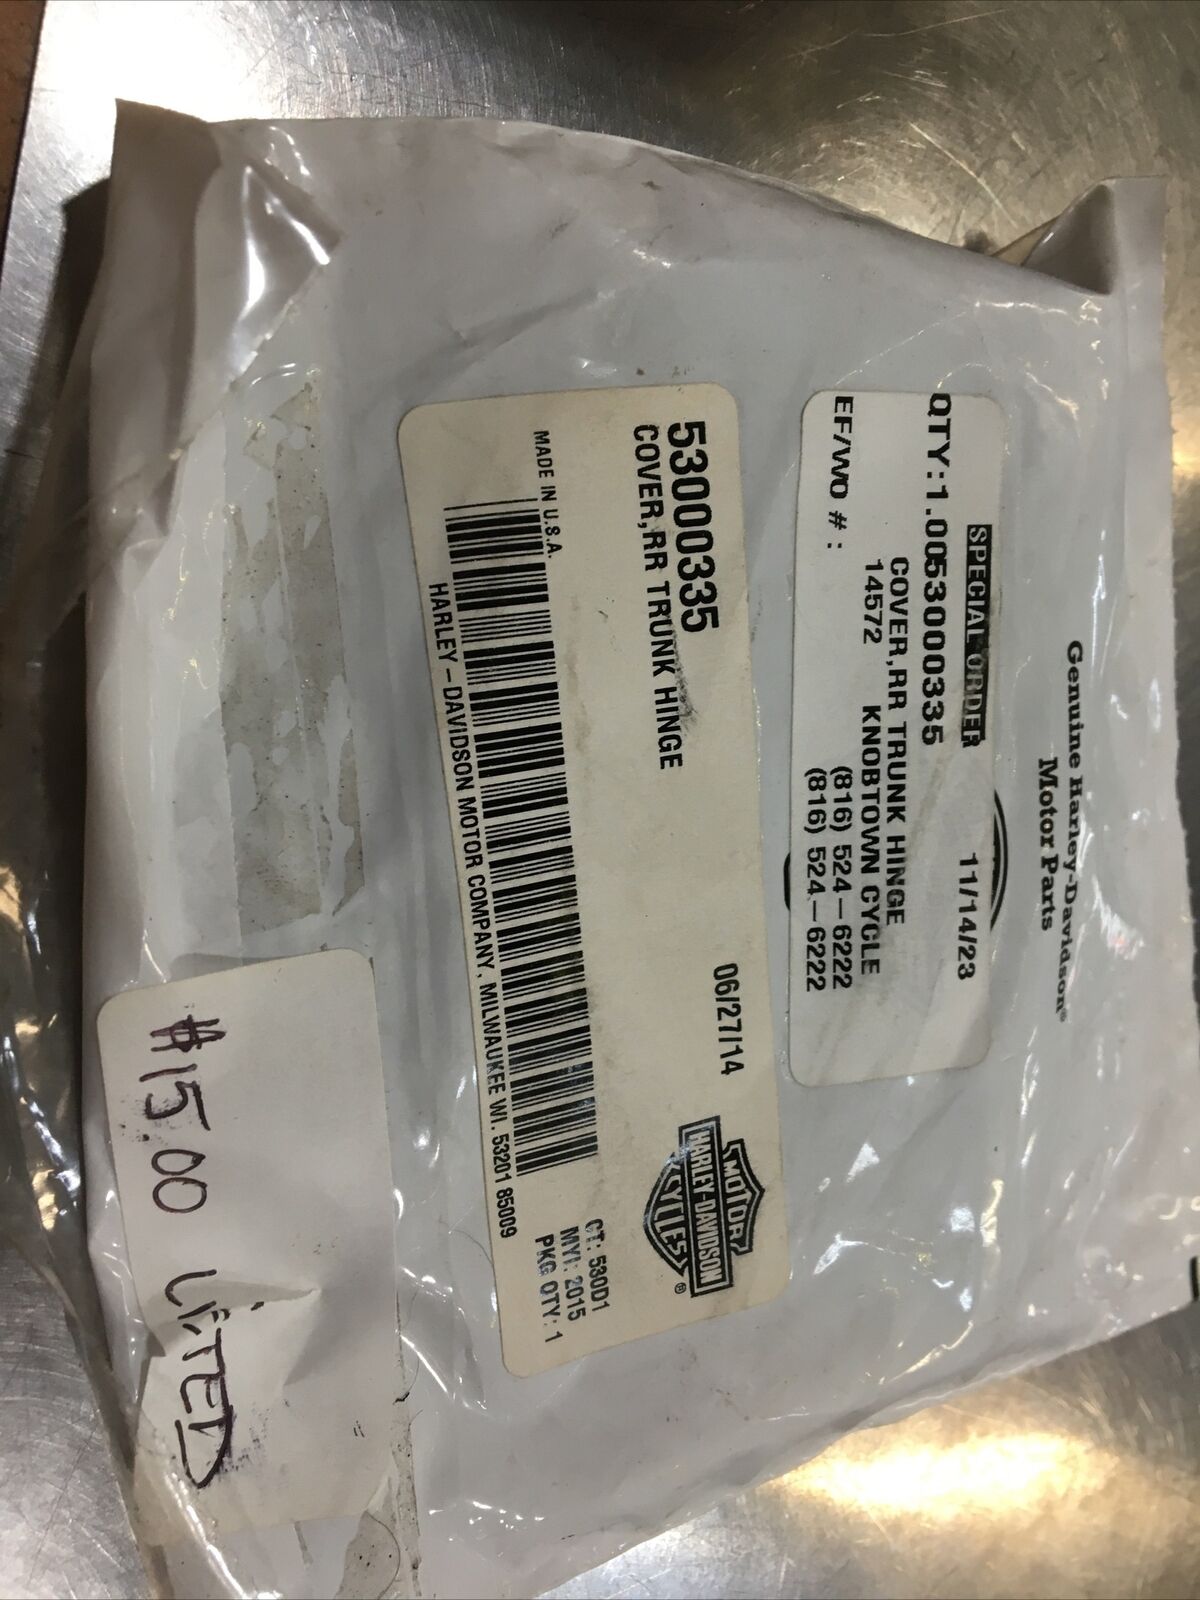 Genuine Harley-Davidson®
Motor Parts
SPECIAL ORDER 11/14/23
QTY:1.0053000335
COVER,RR TRUNK HINGE
14572 KNOBTOWN CYCLE
(816) 524-6222
EF/WO #:
(816) 524-6222
06/27/14
53000335
COVER,RR TRUNK HINGE
MOTOR
HARLEY-DAVIDSON
CYCLES
®
MADE IN U.S.A.
CT: 530D1
MYI: 2015
PKG QTY: 1
HARLEY-DAVIDSON MOTOR COMPANY, MILWAUKEE WI. 53201 85009
15.00